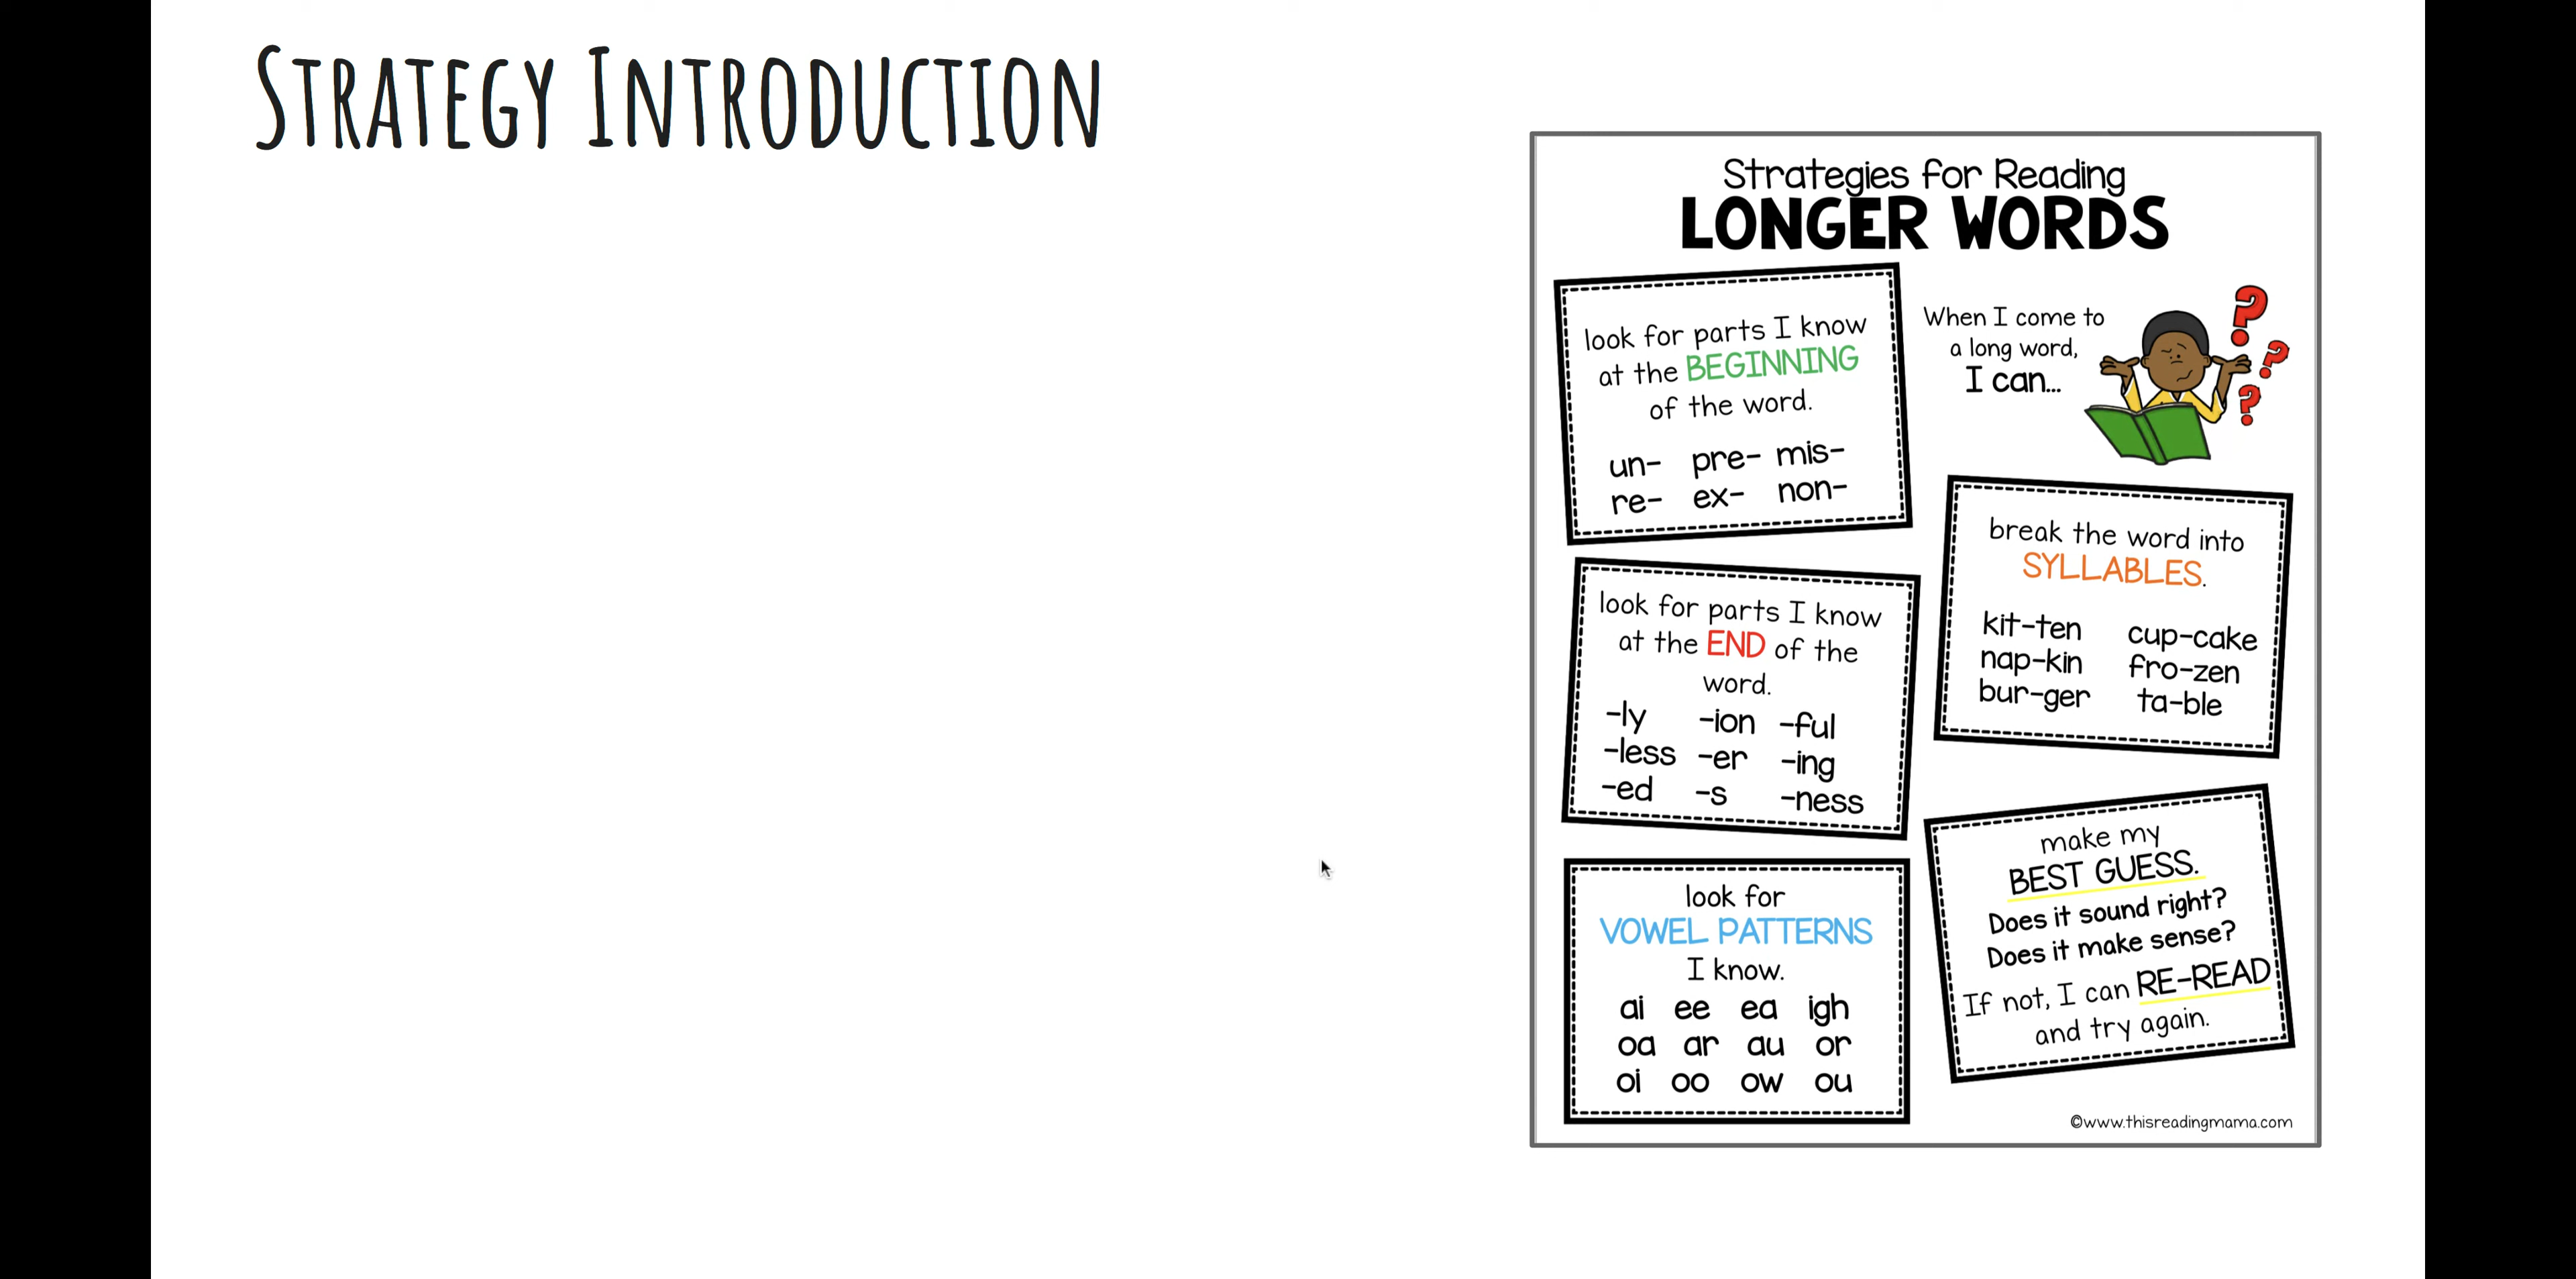 STRATEGY INTRODUCTION
Strategies for Reading
LONGER WORDS
look for parts I know
at the BEGINNING
of the word.
un- pre- mis-
re- ex- non-
When I come to
a long word,
I can...
? ? ?
break the word into
SYLLABLES.
kit-ten cup-cake
nap-kin fro-zen
bur-ger ta-ble
look for parts I know
at the END of the
word.
-ly -ion -ful
-less -er -ing
-ed -s -ness
look for
VOWEL PATTERNS
I know.
ai ee ea igh
oa ar au or
oi oo ow ou
make my
BEST GUESS.
Does it sound right?
Does it make sense?
If not, I can RE-READ
and try again.
©www.thisreadingmama.com